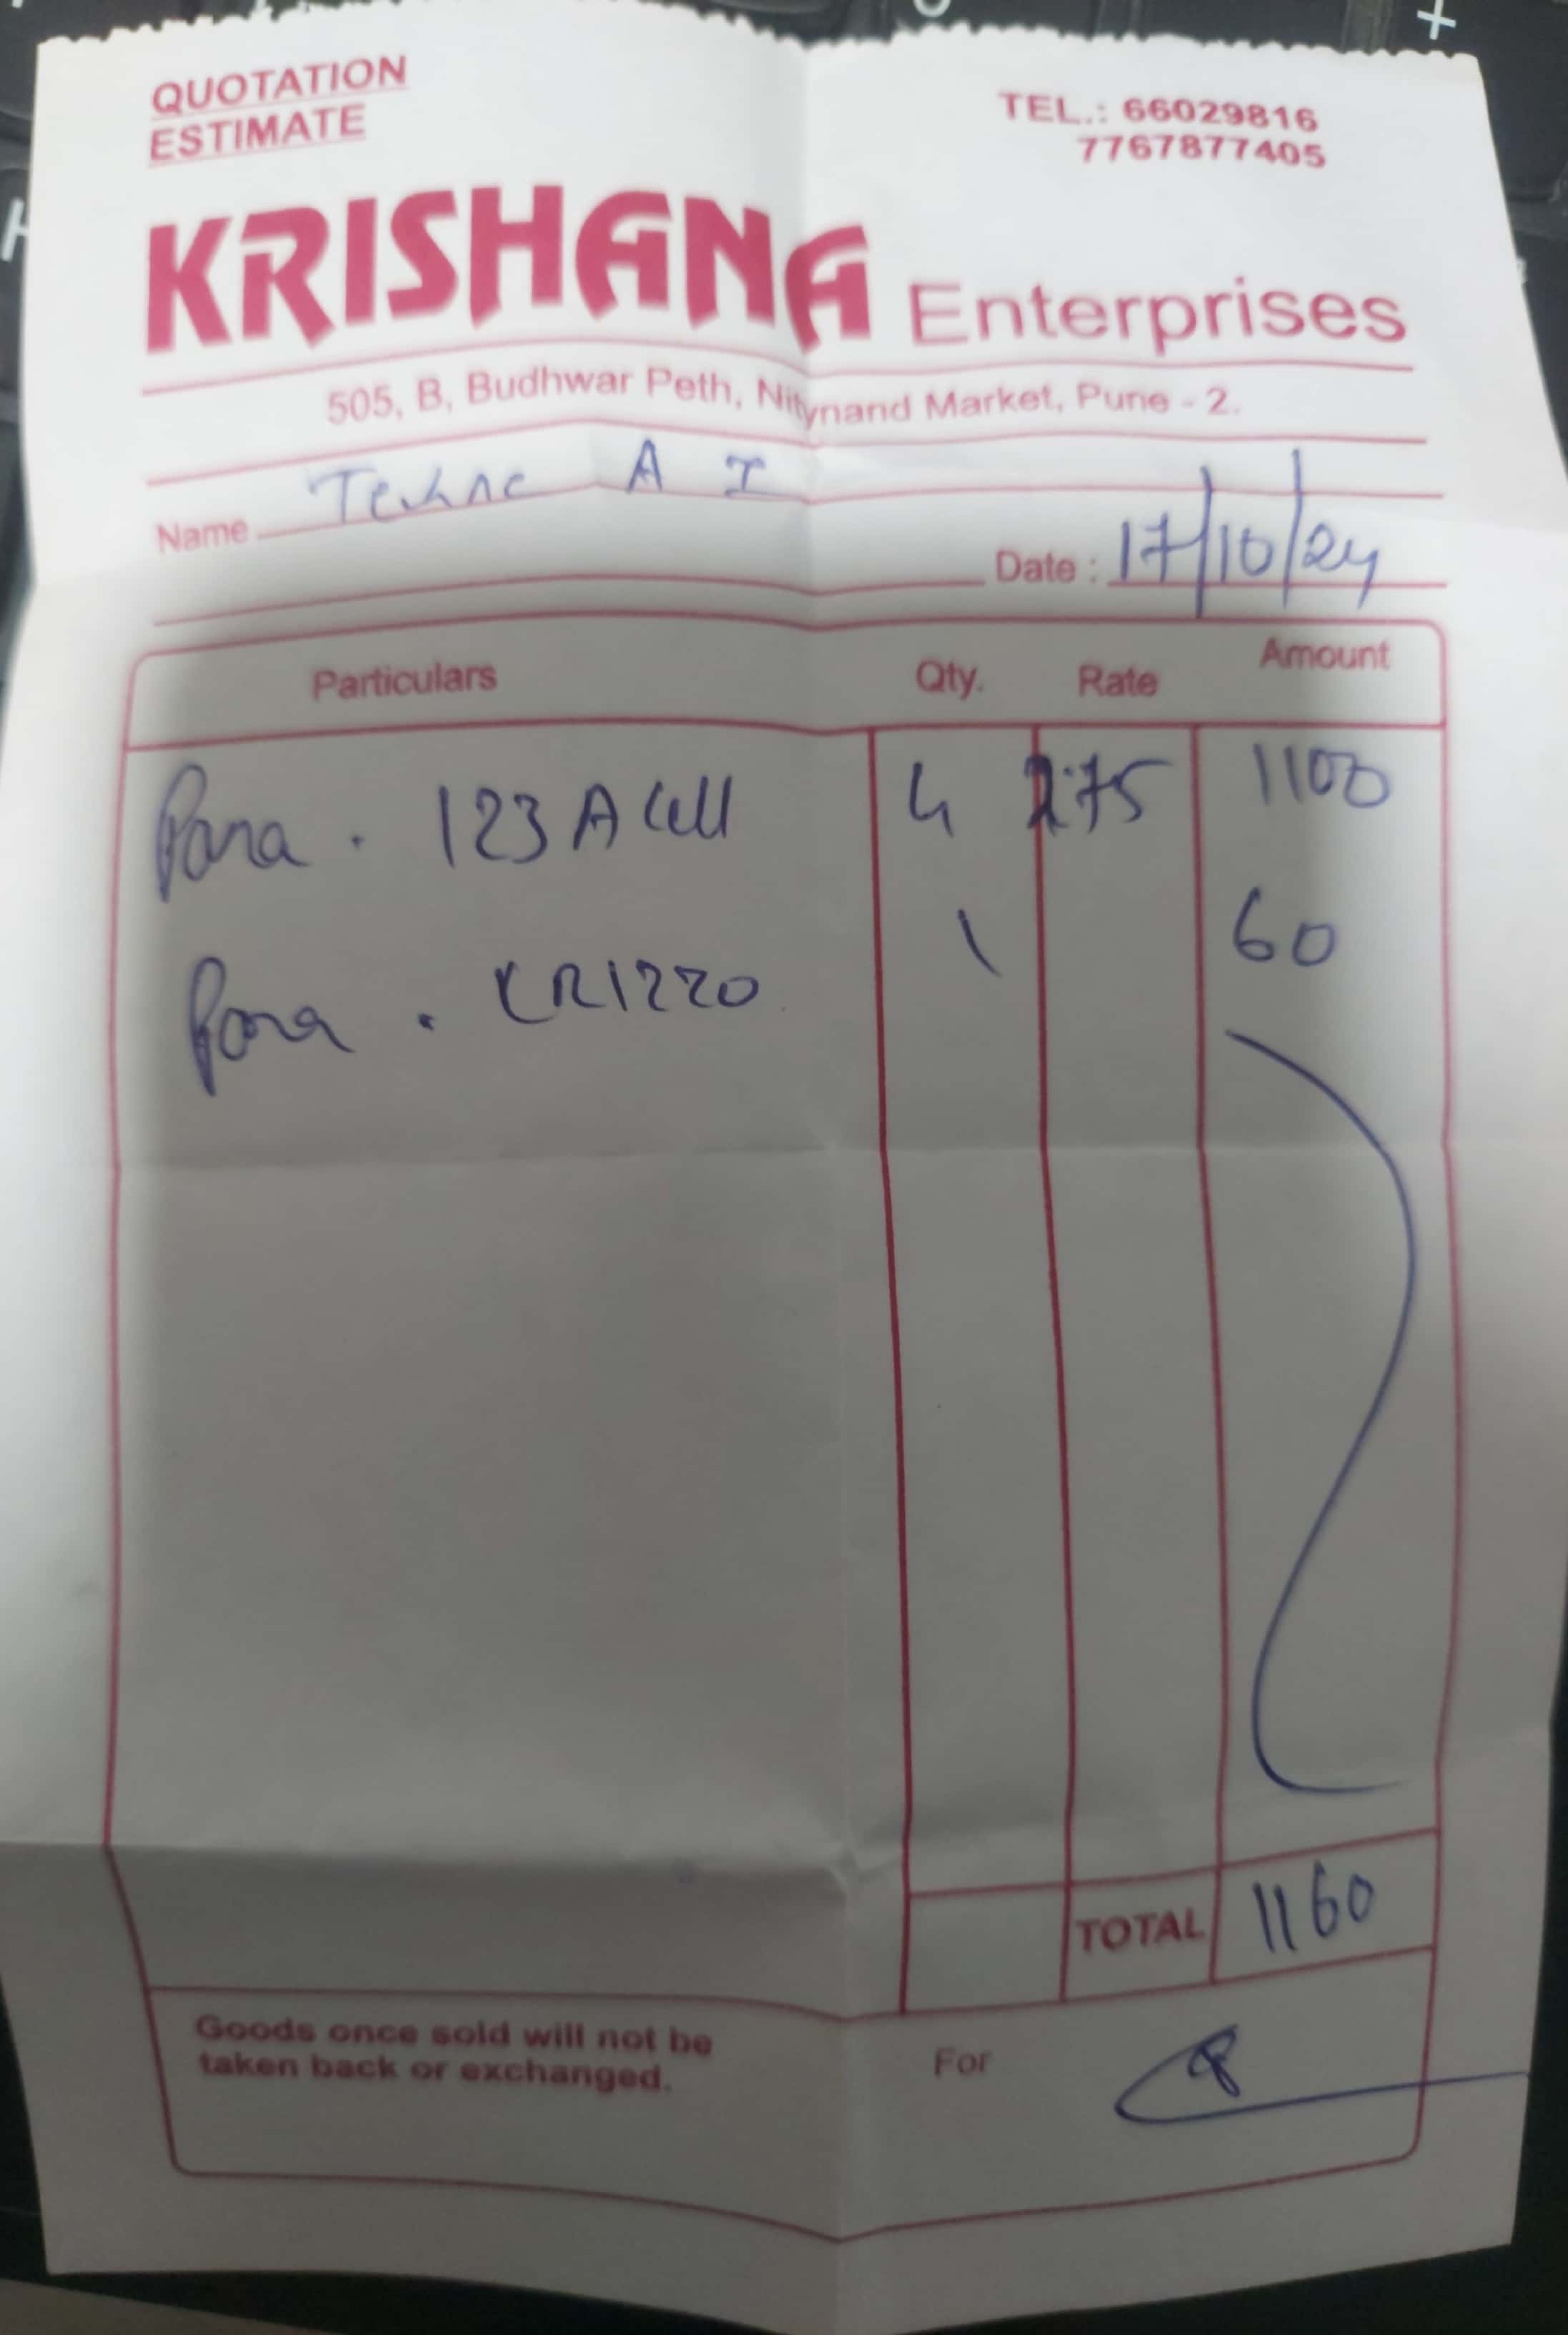 QUOTATION
ESTIMATE
TEL.: 66029816
7767877405
KRISHANA Enterprises
505, B, Budhwar Peth, Nitynand Market, Pune - 2.
Name Techne A I
Date : 17/10/24
Particulars Qty. Rate Amount
Pana . 123 A Cell 4 275 1100
Pana . CR1220 1 60
TOTAL 1160
Goods once sold will not be
taken back or exchanged.
For